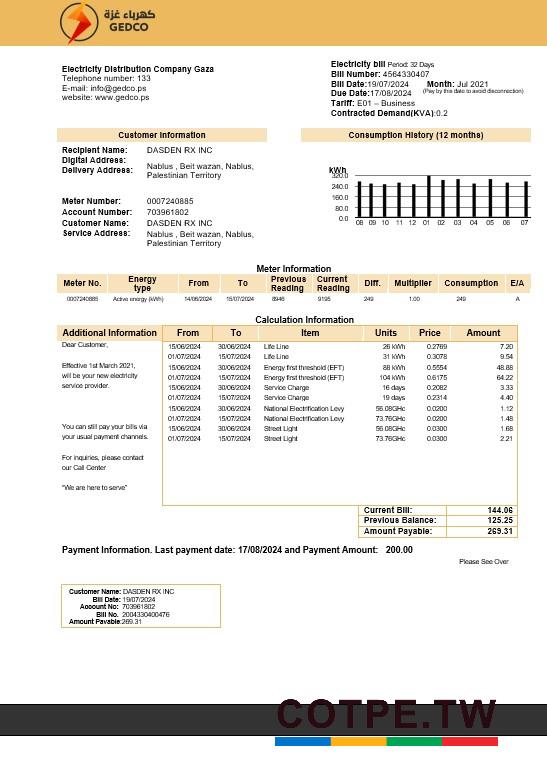 كهرباء غزة
GEDCO
Electricity Distribution Company Gaza
Telephone number: 133
E-mail: info@gedco.ps
website: www.gedco.ps
Electricity bill Period: 32 Days
Bill Number: 4564330407
Bill Date:19/07/2024 Month: Jul 2021
Due Date:17/08/2024 (Pay by this date to avoid disconnection)
Tariff: E01 – Business
Contracted Demand(KVA):0.2
Customer Information
Recipient Name: DASDEN RX INC
Digital Address:
Delivery Address: Nablus , Beit wazan, Nablus,
Palestinian Territory
Meter Number: 0007240885
Account Number: 703961802
Customer Name: DASDEN RX INC
Service Address: Nablus , Beit wazan, Nablus,
Palestinian Territory
Consumption History (12 months)
kWh
320.0
240.0
160.0
80.0
0.0
08 09 10 11 12 01 02 03 04 05 06 07
Meter Information
Meter No. Energy type From To Previous Reading Current Reading Diff. Multiplier Consumption E/A
0007240885 Active energy (kWh) 14/06/2024 15/07/2024 8946 9195 249 1.00 249 A
Calculation Information
Additional Information From To Item Units Price Amount
Dear Customer,
Effective 1st March 2021,
will be your new electricity
service provider.
You can still pay your bills via
your usual payment channels.
For inquiries, please contact
our Call Center
"We are here to serve"
15/06/2024 30/06/2024 Life Line 26 kWh 0.2769 7.20
01/07/2024 15/07/2024 Life Line 31 kWh 0.3078 9.54
15/06/2024 30/06/2024 Energy first threshold (EFT) 88 kWh 0.5554 48.88
01/07/2024 15/07/2024 Energy first threshold (EFT) 104 kWh 0.6175 64.22
15/06/2024 30/06/2024 Service Charge 16 days 0.2082 3.33
01/07/2024 15/07/2024 Service Charge 19 days 0.2314 4.40
15/06/2024 30/06/2024 National Electrification Levy 56.08GHc 0.0200 1.12
01/07/2024 15/07/2024 National Electrification Levy 73.76GHc 0.0200 1.48
15/06/2024 30/06/2024 Street Light 56.08GHc 0.0300 1.68
01/07/2024 15/07/2024 Street Light 73.76GHc 0.0300 2.21
Current Bill: 144.06
Previous Balance: 125.25
Amount Payable: 269.31
Payment Information. Last payment date: 17/08/2024 and Payment Amount: 200.00
Please See Over
Customer Name: DASDEN RX INC
Bill Date: 19/07/2024
Account No: 703961802
Bill No. 2004330400476
Amount Payable:269.31
COTPE.TW